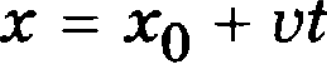 x = x₀ + vt